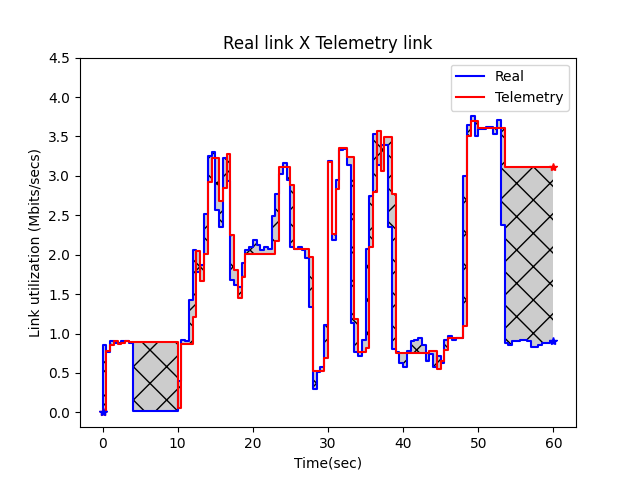 Real link X Telemetry link
Real
Telemetry
Link utilization (Mbits/secs)
4.5
4.0
3.5
3.0
2.5
2.0
1.5
1.0
0.5
0.0
0 10 20 30 40 50 60
Time(sec)